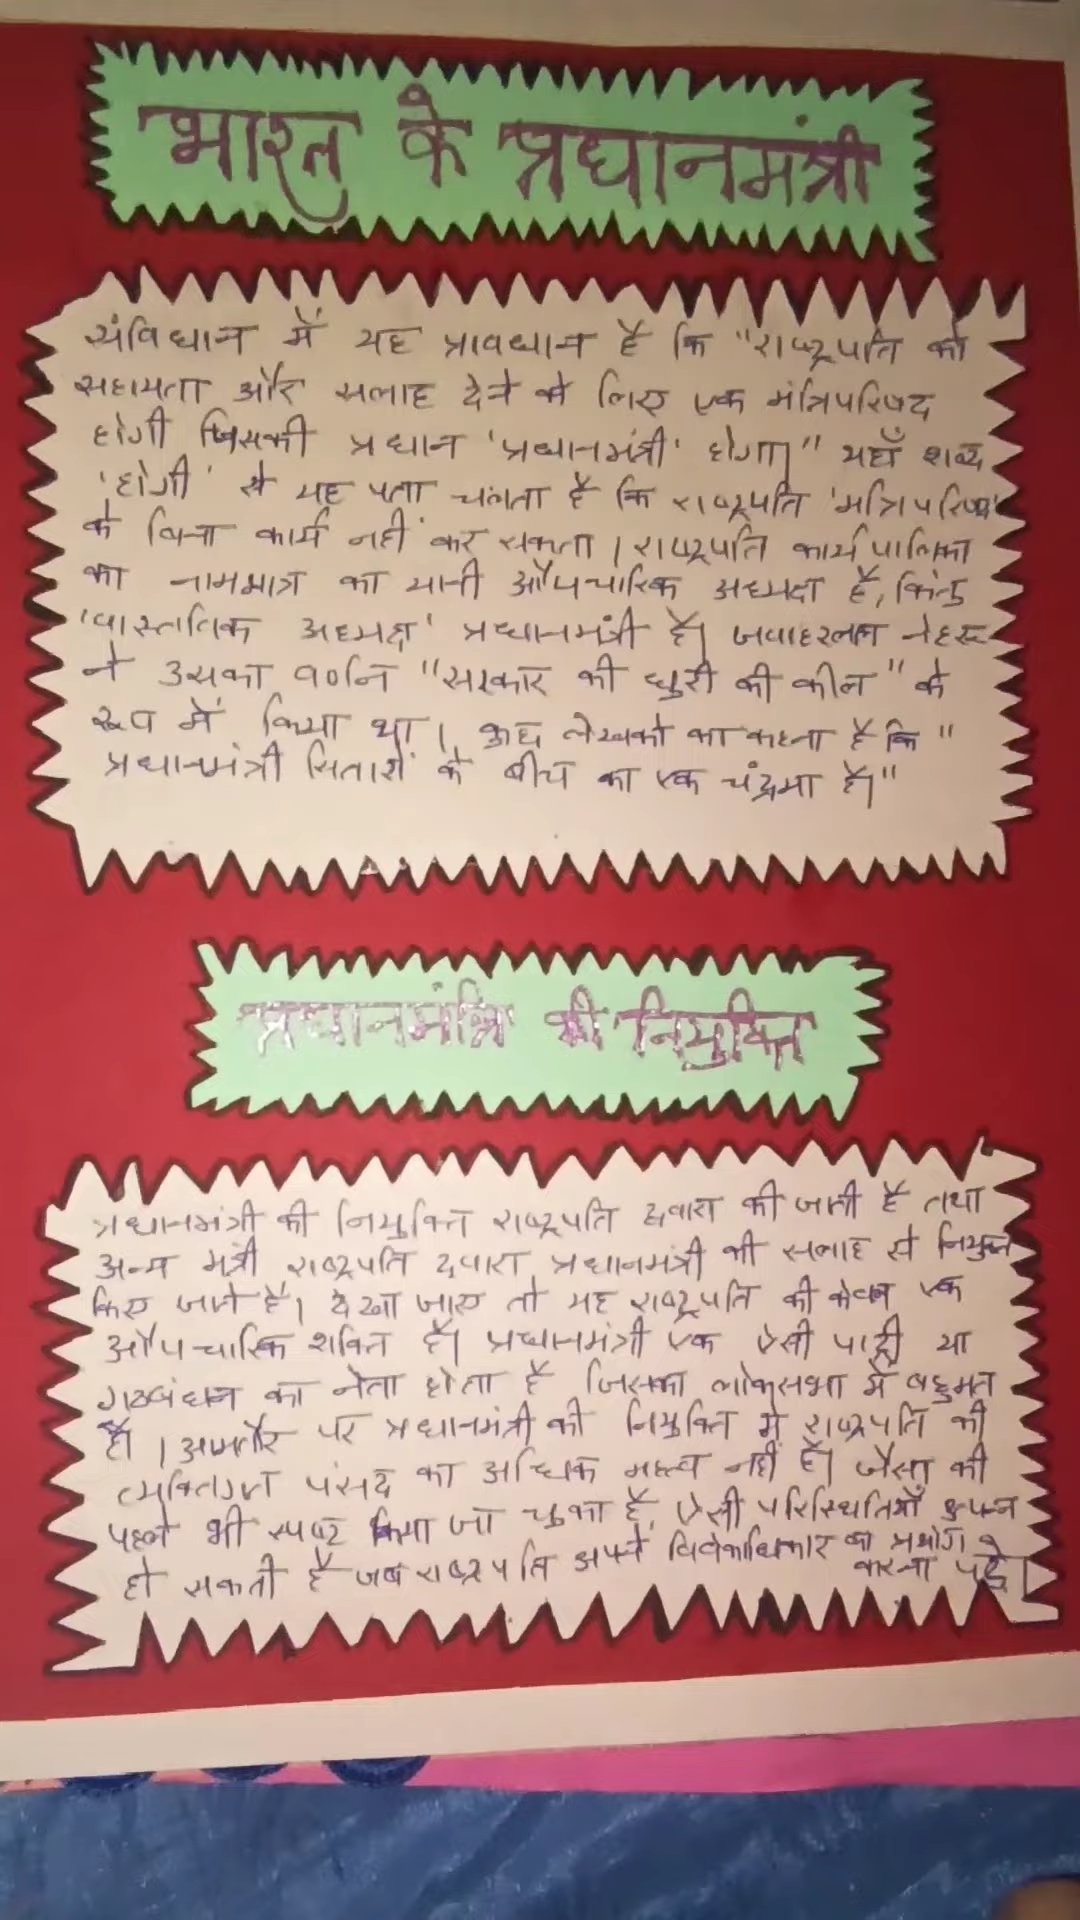 भारत के प्रधानमंत्री
संविधान में यह प्रावधान है कि "राष्ट्रपति को
सहायता और सलाह देने के लिए एक मंत्रिपरिषद
होगी जिसकी प्रधान 'प्रधानमंत्री' होगा।" यहाँ शब्द
'होगी' से यह पता चलता है कि राष्ट्रपति 'मंत्रिपरिषद'
के बिना कार्य नहीं कर सकता। राष्ट्रपति कार्यपालिका
का नाममात्र का यानी औपचारिक अध्यक्ष है, किंतु
'वास्तविक अध्यक्ष' प्रधानमंत्री है। जवाहरलाल नेहरू
ने उसका वर्णन "सरकार की धुरी की कील" के
रूप में किया था। कुछ लेखको का कहना है कि "
प्रधानमंत्री सितारों के बीच का एक चंद्रमा है।"
प्रधानमंत्रि की नियुक्ति
प्रधानमंत्री की नियुक्ति राष्ट्रपति द्वारा की जाती है तथा
अन्य मंत्री राष्ट्रपति द्वारा प्रधानमंत्री की सलाह से नियुक्त
किए जाते है। देखा जाए तो यह राष्ट्रपति की केवल एक
औपचारिक शक्ति है। प्रधानमंत्री एक ऐसी पार्टी या
गठबंधन का नेता होता है जिसका लोकसभा में बहुमत
हो। आमतौर पर प्रधानमंत्री की नियुक्ति में राष्ट्रपति की
व्यक्तिगत पसंद का अधिक महत्व नहीं है। जैसा की
पहले भी स्पष्ट किया जा चुका है, ऐसी परिस्थितियाँ उत्पन्न
हो सकती है जब राष्ट्रपति अपने विवेकाधिकार का प्रयोग
करना पड़े।